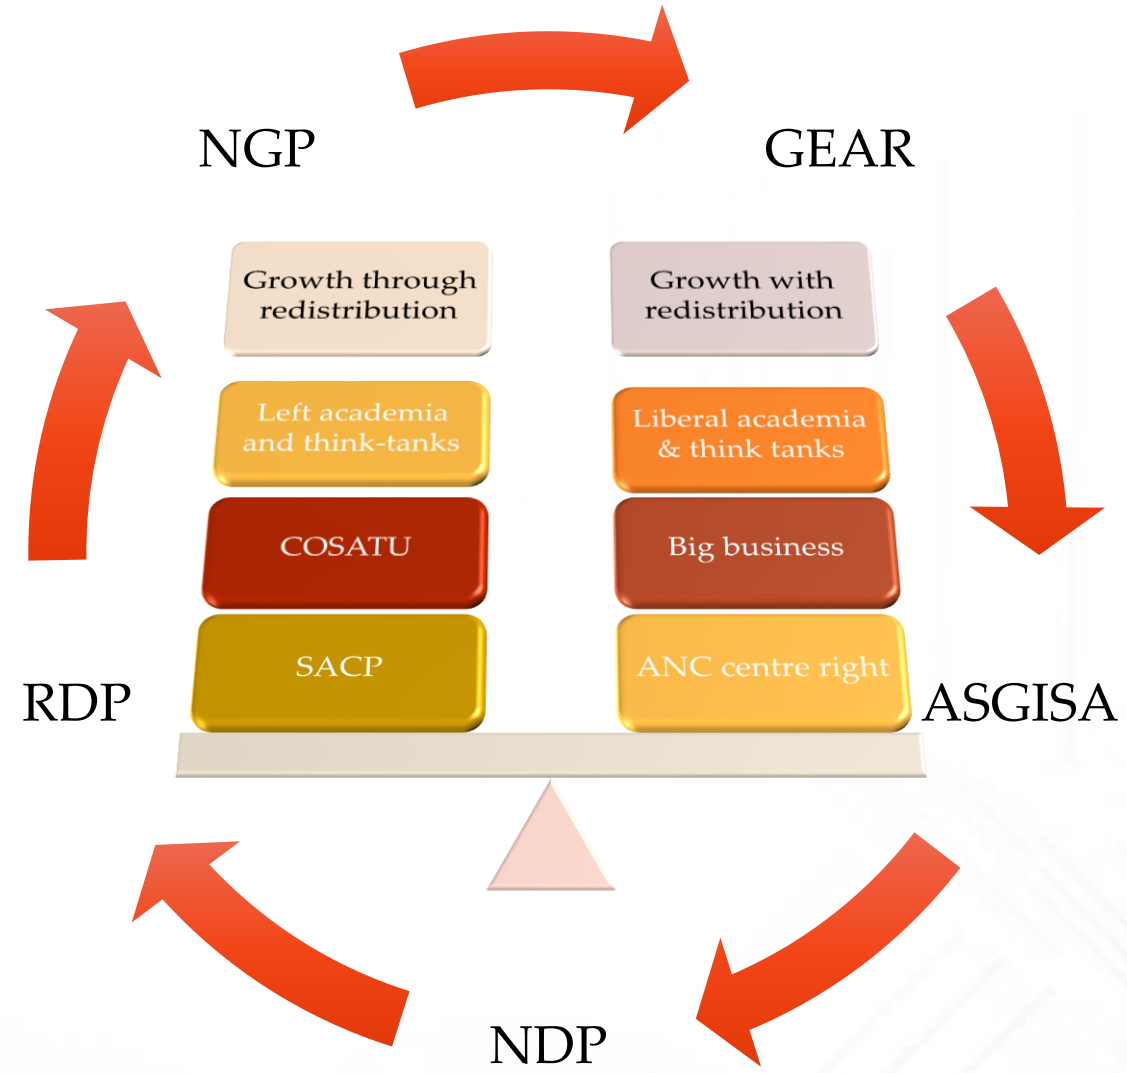 NGP
GEAR
Growth through
redistribution
Growth with
redistribution
Left academia
and think-tanks
Liberal academia
& think tanks
COSATU
Big business
SACP
ANC centre right
RDP
ASGISA
NDP